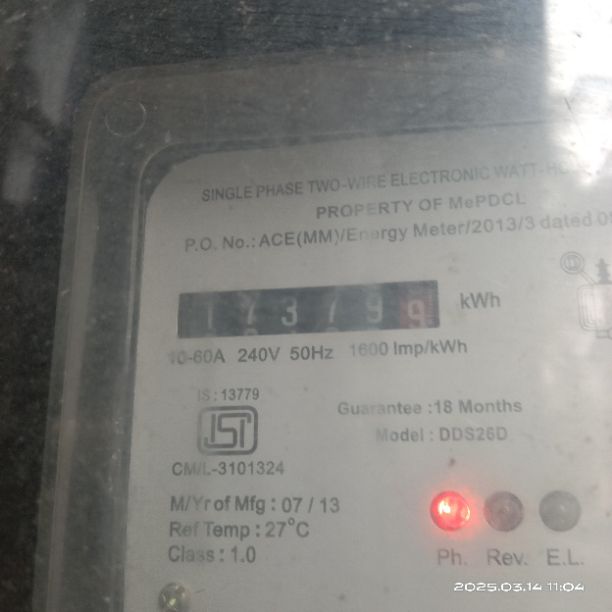 SINGLE PHASE TWO-WIRE ELECTRONIC
PROPERTY OF MePDCL
P.O. No.: ACE(MM)/Energy Meter/2013/3 dated
kWh
10-60A 240V 50Hz 1600 Imp/kWh
IS : 13779
ISI
CM/L-3101324
Guarantee :18 Months
Model : DDS26D
M/Yr of Mfg : 07 / 13
Ref Temp : 27°C
Class : 1.0
Ph. Rev. E.L.
2025.03.14 11:04